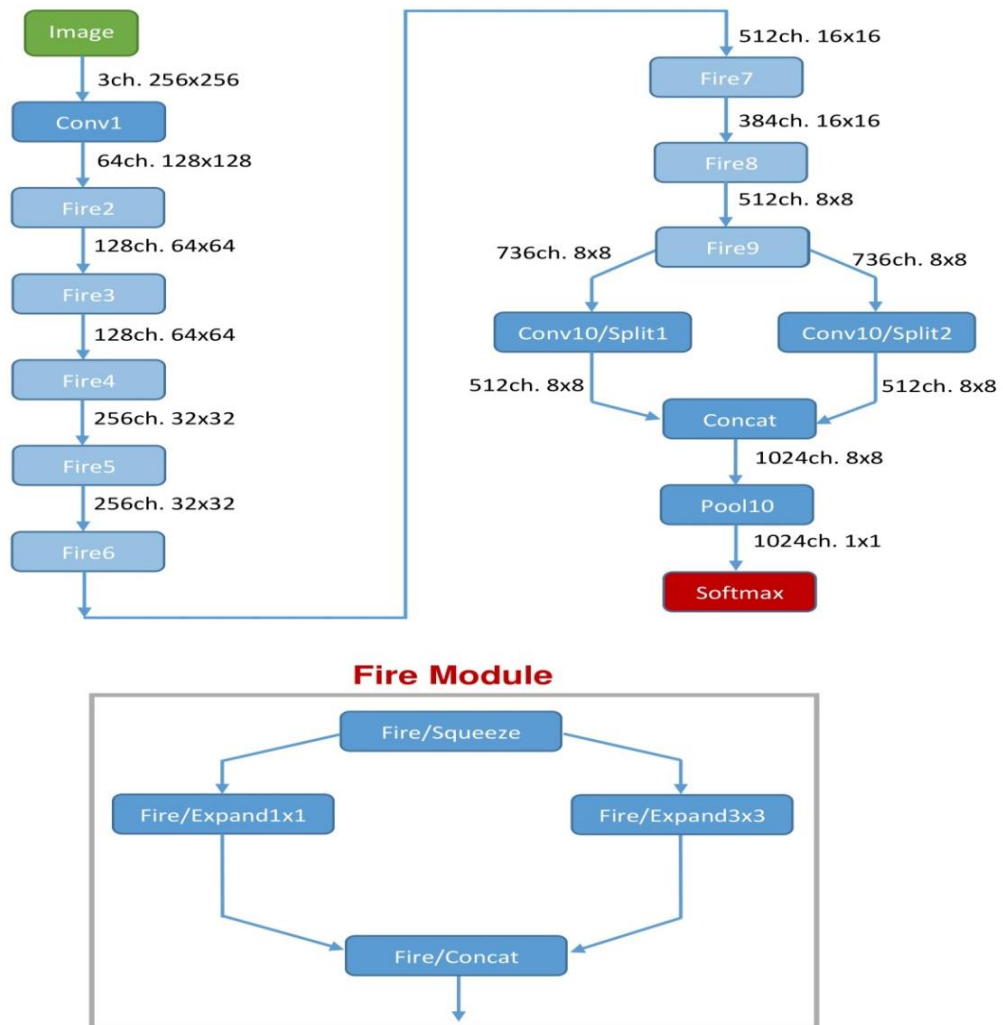 Image
3ch. 256x256
Conv1
64ch. 128x128
Fire2
128ch. 64x64
Fire3
128ch. 64x64
Fire4
256ch. 32x32
Fire5
256ch. 32x32
Fire6
512ch. 16x16
Fire7
384ch. 16x16
Fire8
512ch. 8x8
Fire9
736ch. 8x8
736ch. 8x8
Conv10/Split1
Conv10/Split2
512ch. 8x8
512ch. 8x8
Concat
1024ch. 8x8
Pool10
1024ch. 1x1
Softmax
Fire Module
Fire/Squeeze
Fire/Expand1x1
Fire/Expand3x3
Fire/Concat